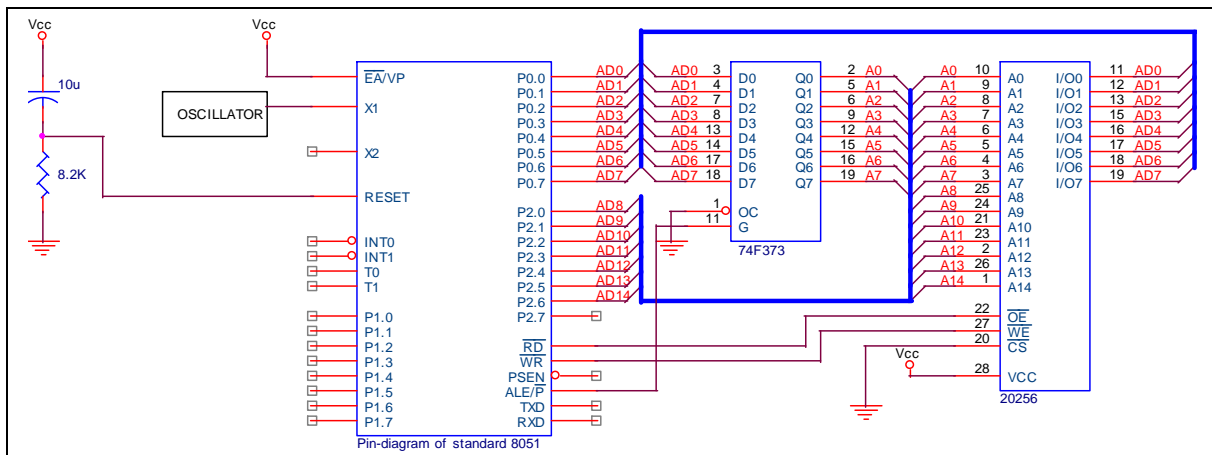 Vcc
10u
8.2K
Vcc
OSCILLATOR
EA/VP
X1
X2
RESET
INT0
INT1
T0
T1
P1.0
P1.1
P1.2
P1.3
P1.4
P1.5
P1.6
P1.7
P0.0
P0.1
P0.2
P0.3
P0.4
P0.5
P0.6
P0.7
P2.0
P2.1
P2.2
P2.3
P2.4
P2.5
P2.6
P2.7
RD
WR
PSEN
ALE/P
TXD
RXD
Pin-diagram of standard 8051
AD0
AD1
AD2
AD3
AD4
AD5
AD6
AD7
AD8
AD9
AD10
AD11
AD12
AD13
AD14
AD0 3 D0 Q0 2 A0
AD1 4 D1 Q1 5 A1
AD2 7 D2 Q2 6 A2
AD3 8 D3 Q3 9 A3
AD4 13 D4 Q4 12 A4
AD5 14 D5 Q5 15 A5
AD6 17 D6 Q6 16 A6
AD7 18 D7 Q7 19 A7
1 OC
11 G
74F373
A0 10 A0 I/O0 11 AD0
A1 9 A1 I/O1 12 AD1
A2 8 A2 I/O2 13 AD2
A3 7 A3 I/O3 15 AD3
A4 6 A4 I/O4 16 AD4
A5 5 A5 I/O5 17 AD5
A6 4 A6 I/O6 18 AD6
A7 3 A7 I/O7 19 AD7
A8 25 A8
A9 24 A9
A10 21 A10
A11 23 A11
A12 2 A12
A13 26 A13
A14 1 A14
22 OE
27 WE
20 CS
Vcc
28 VCC
20256